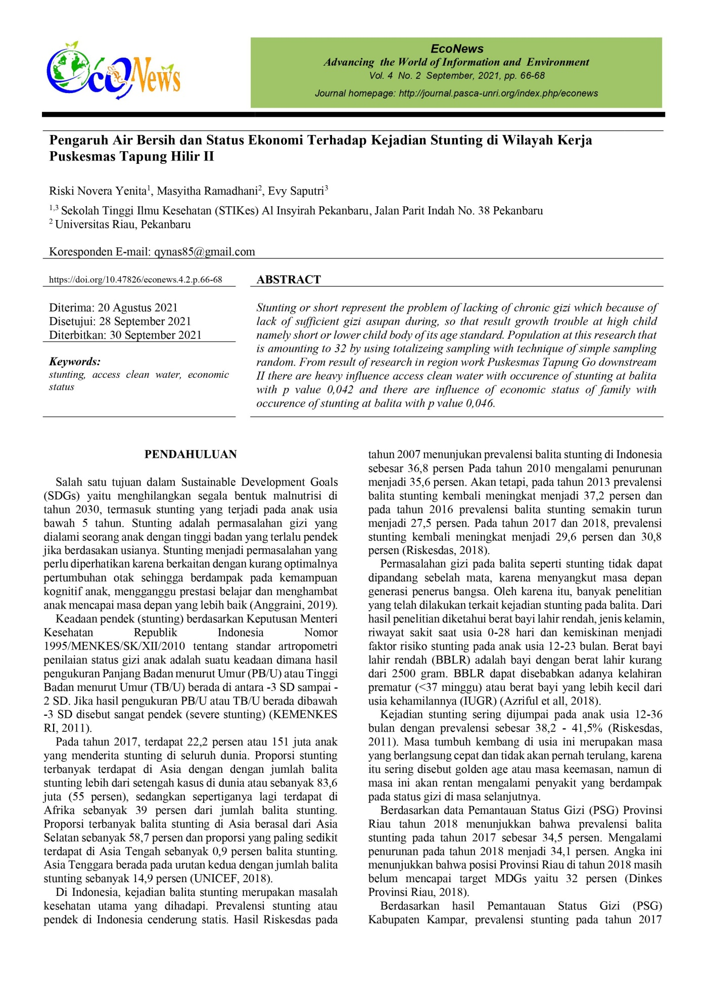 EcoNews
EcoNews
Advancing the World of Information and Environment
Vol. 4 No. 2 September, 2021, pp. 66-68
Journal homepage: http://journal.pasca-unri.org/index.php/econews
Pengaruh Air Bersih dan Status Ekonomi Terhadap Kejadian Stunting di Wilayah Kerja
Puskesmas Tapung Hilir II
Riski Novera Yenita¹, Masyitha Ramadhani², Evy Saputri³
¹,³ Sekolah Tinggi Ilmu Kesehatan (STIKes) Al Insyirah Pekanbaru, Jalan Parit Indah No. 38 Pekanbaru
² Universitas Riau, Pekanbaru
Koresponden E-mail: qynas85@gmail.com
https://doi.org/10.47826/econews.4.2.p.66-68
Diterima: 20 Agustus 2021
Disetujui: 28 September 2021
Diterbitkan: 30 September 2021
Keywords:
stunting, access clean water, economic
status
ABSTRACT
Stunting or short represent the problem of lacking of chronic gizi which because of
lack of sufficient gizi asupan during, so that result growth trouble at high child
namely short or lower child body of its age standard. Population at this research that
is amounting to 32 by using totalizeing sampling with technique of simple sampling
random. From result of research in region work Puskesmas Tapung Go downstream
II there are heavy influence access clean water with occurence of stunting at balita
with p value 0,042 and there are influence of economic status of family with
occurence of stunting at balita with p value 0,046.
PENDAHULUAN
Salah satu tujuan dalam Sustainable Development Goals
(SDGs) yaitu menghilangkan segala bentuk malnutrisi di
tahun 2030, termasuk stunting yang terjadi pada anak usia
bawah 5 tahun. Stunting adalah permasalahan gizi yang
dialami seorang anak dengan tinggi badan yang terlalu pendek
jika berdasakan usianya. Stunting menjadi permasalahan yang
perlu diperhatikan karena berkaitan dengan kurang optimalnya
pertumbuhan otak sehingga berdampak pada kemampuan
kognitif anak, mengganggu prestasi belajar dan menghambat
anak mencapai masa depan yang lebih baik (Anggraini, 2019).
Keadaan pendek (stunting) berdasarkan Keputusan Menteri
Kesehatan Republik Indonesia Nomor
1995/MENKES/SK/XII/2010 tentang standar artropometri
penilaian status gizi anak adalah suatu keadaan dimana hasil
pengukuran Panjang Badan menurut Umur (PB/U) atau Tinggi
Badan menurut Umur (TB/U) berada di antara -3 SD sampai -
2 SD. Jika hasil pengukuran PB/U atau TB/U berada dibawah
-3 SD disebut sangat pendek (severe stunting) (KEMENKES
RI, 2011).
Pada tahun 2017, terdapat 22,2 persen atau 151 juta anak
yang menderita stunting di seluruh dunia. Proporsi stunting
terbanyak terdapat di Asia dengan dengan jumlah balita
stunting lebih dari setengah kasus di dunia atau sebanyak 83,6
juta (55 persen), sedangkan sepertiganya lagi terdapat di
Afrika sebanyak 39 persen dari jumlah balita stunting.
Proporsi terbanyak balita stunting di Asia berasal dari Asia
Selatan sebanyak 58,7 persen dan proporsi yang paling sedikit
terdapat di Asia Tengah sebanyak 0,9 persen balita stunting.
Asia Tenggara berada pada urutan kedua dengan jumlah balita
stunting sebanyak 14,9 persen (UNICEF, 2018).
Di Indonesia, kejadian balita stunting merupakan masalah
kesehatan utama yang dihadapi. Prevalensi stunting atau
pendek di Indonesia cenderung statis. Hasil Riskesdas pada
tahun 2007 menunjukan prevalensi balita stunting di Indonesia
sebesar 36,8 persen Pada tahun 2010 mengalami penurunan
menjadi 35,6 persen. Akan tetapi, pada tahun 2013 prevalensi
balita stunting kembali meningkat menjadi 37,2 persen dan
pada tahun 2016 prevalensi balita stunting semakin turun
menjadi 27,5 persen. Pada tahun 2017 dan 2018, prevalensi
stunting kembali meningkat menjadi 29,6 persen dan 30,8
persen (Riskesdas, 2018).
Permasalahan gizi pada balita seperti stunting tidak dapat
dipandang sebelah mata, karena menyangkut masa depan
generasi penerus bangsa. Oleh karena itu, banyak penelitian
yang telah dilakukan terkait kejadian stunting pada balita. Dari
hasil penelitian diketahui berat bayi lahir rendah, jenis kelamin,
riwayat sakit saat usia 0-28 hari dan kemiskinan menjadi
faktor risiko stunting pada anak usia 12-23 bulan. Berat bayi
lahir rendah (BBLR) adalah bayi dengan berat lahir kurang
dari 2500 gram. BBLR dapat disebabkan adanya kelahiran
prematur (<37 minggu) atau berat bayi yang lebih kecil dari
usia kehamilannya (IUGR) (Azriful et all, 2018).
Kejadian stunting sering dijumpai pada anak usia 12-36
bulan dengan prevalensi sebesar 38,2 - 41,5% (Riskesdas,
2011). Masa tumbuh kembang di usia ini merupakan masa
yang berlangsung cepat dan tidak akan pernah terulang, karena
itu sering disebut golden age atau masa keemasan, namun di
masa ini akan rentan mengalami penyakit yang berdampak
pada status gizi di masa selanjutnya.
Berdasarkan data Pemantauan Status Gizi (PSG) Provinsi
Riau tahun 2018 menunjukkan bahwa prevalensi balita
stunting pada tahun 2017 sebesar 34,5 persen. Mengalami
penurunan pada tahun 2018 menjadi 34,1 persen. Angka ini
menunjukkan bahwa posisi Provinsi Riau di tahun 2018 masih
belum mencapai target MDGs yaitu 32 persen (Dinkes
Provinsi Riau, 2018).
Berdasarkan hasil Pemantauan Status Gizi (PSG)
Kabupaten Kampar, prevalensi stunting pada tahun 2017